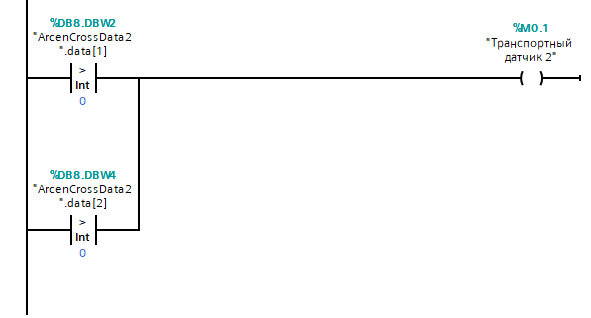 %DB8.DBW2
"ArcenCrossData2
".data[1]
>
Int
0
%M0.1
"Транспортный
датчик 2"
%DB8.DBW4
"ArcenCrossData2
".data[2]
>
Int
0